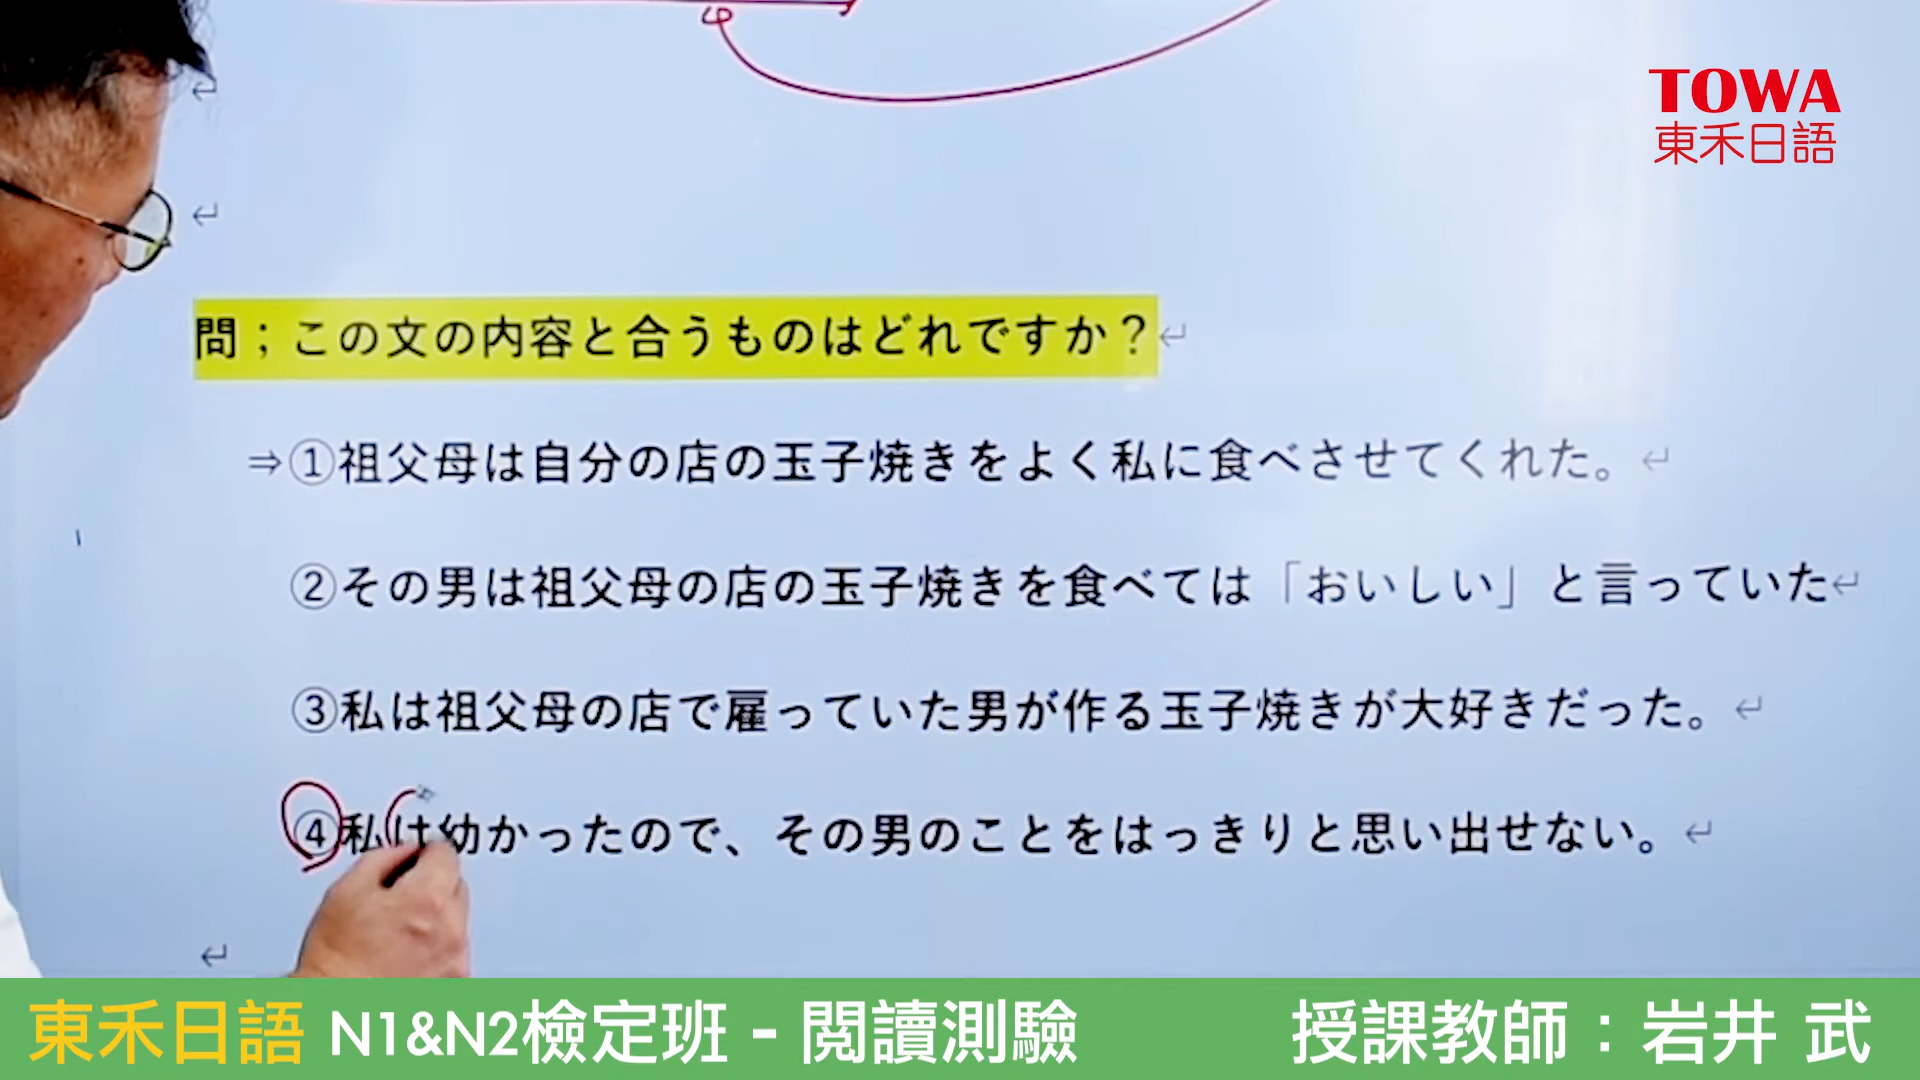 TOWA
東禾日語
問；この文の内容と合うものはどれですか？
⇒①祖父母は自分の店の玉子焼きをよく私に食べさせてくれた。
②その男は祖父母の店の玉子焼きを食べては「おいしい」と言っていた
③私は祖父母の店で雇っていた男が作る玉子焼きが大好きだった。
④私は幼かったので、その男のことをはっきりと思い出せない。
東禾日語 N1&N2檢定班 - 閱讀測驗 授課教師：岩井 武